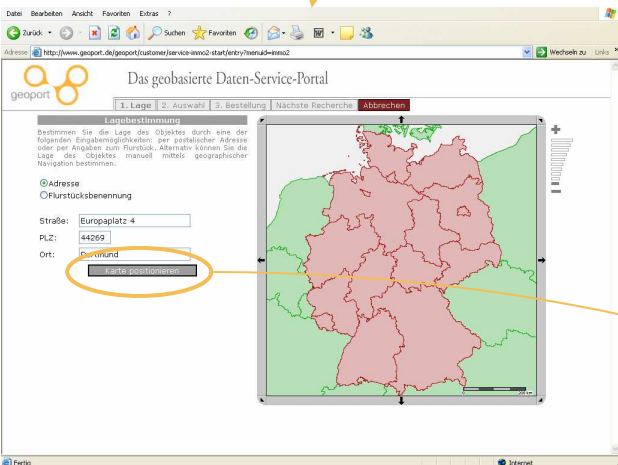 Datei Bearbeiten Ansicht Favoriten Extras ?
Zurück Suchen Favoriten
Adresse http://www.geoport.de/geoport/customer/service-immo2-start/entry?menuid=immo2 Wechseln zu Links
geoport
Das geobasierte Daten-Service-Portal
1. Lage 2. Auswahl 3. Bestellung Nächste Recherche Abbrechen
Lagebestimmung
Bestimmen Sie die Lage des Objektes durch eine der
folgenden Eingabemöglichkeiten: per postalischer Adresse
oder per Angaben zum Flurstück. Alternativ können Sie die
Lage des Objektes manuell mittels geographischer
Navigation bestimmen.
Adresse
Flurstücksbenennung
Straße: Europaplatz 4
PLZ: 44269
Ort: Dortmund
Karte positionieren
0 200 km
Fertig Internet